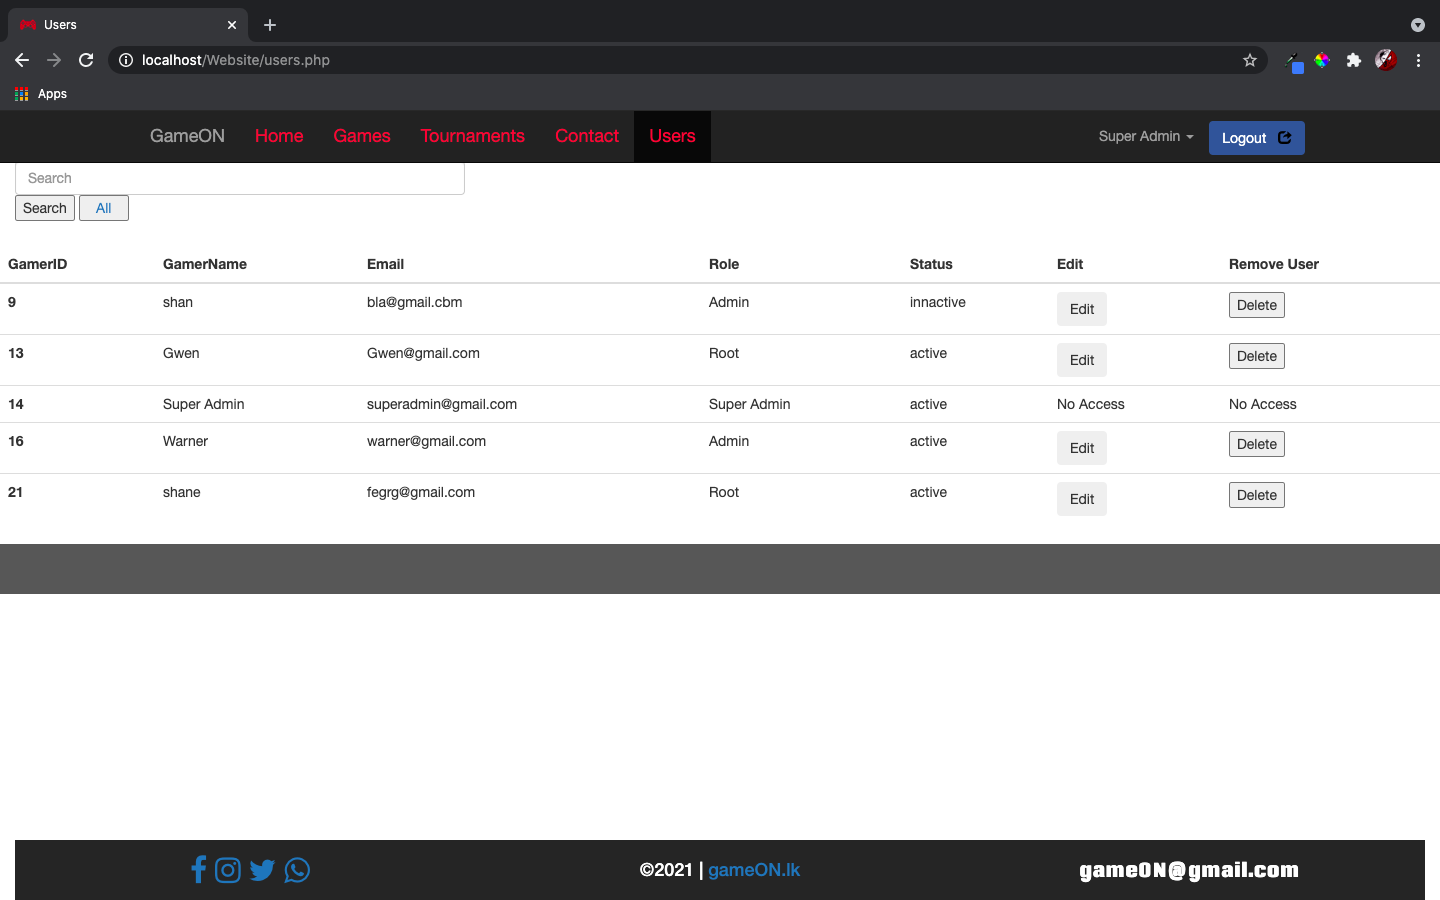 Users
localhost/Website/users.php
Apps
GameON Home Games Tournaments Contact Users Super Admin Logout
Search
Search All
GamerID GamerName Email Role Status Edit Remove User
9 shan bla@gmail.cbm Admin innactive Edit Delete
13 Gwen Gwen@gmail.com Root active Edit Delete
14 Super Admin superadmin@gmail.com Super Admin active No Access No Access
16 Warner warner@gmail.com Admin active Edit Delete
21 shane fegrg@gmail.com Root active Edit Delete
©2021 | gameON.lk gameON@gmail.com